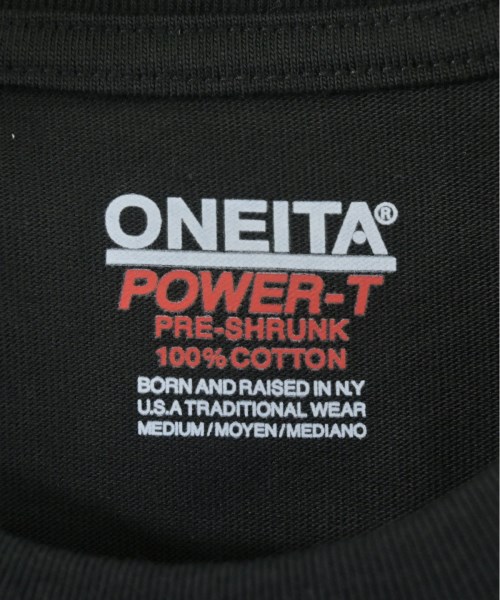 ONEITA®
POWER-T
PRE-SHRUNK
100% COTTON
BORN AND RAISED IN N.Y
U.S.A TRADITIONAL WEAR
MEDIUM/MOYEN/MEDIANO